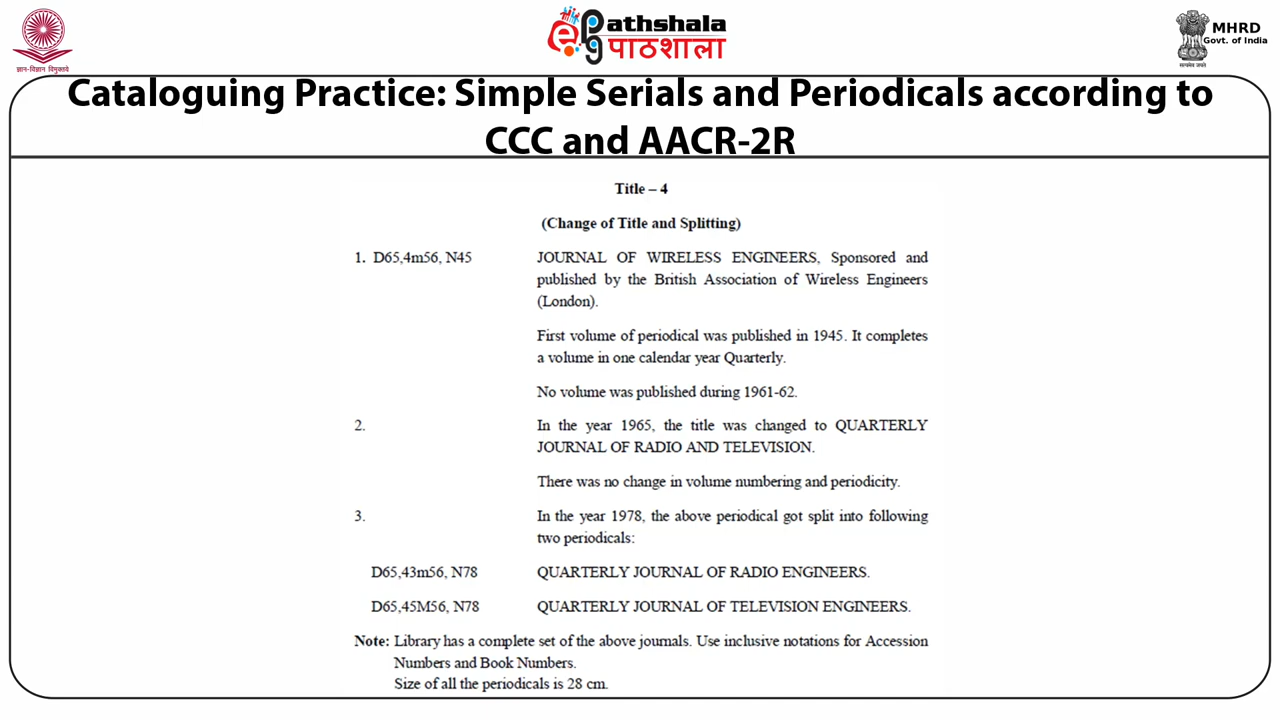 ज्ञान-विज्ञान विमुक्तये
epg
athshala
पाठशाला
सत्यमेव जयते
MHRD
Govt. of India
Cataloguing Practice: Simple Serials and Periodicals according to
CCC and AACR-2R
Title – 4
(Change of Title and Splitting)
1. D65,4m56, N45 JOURNAL OF WIRELESS ENGINEERS, Sponsored and
published by the British Association of Wireless Engineers
(London).
First volume of periodical was published in 1945. It completes
a volume in one calendar year Quarterly.
No volume was published during 1961-62.
2. In the year 1965, the title was changed to QUARTERLY
JOURNAL OF RADIO AND TELEVISION.
There was no change in volume numbering and periodicity.
3. In the year 1978, the above periodical got split into following
two periodicals:
D65,43m56, N78 QUARTERLY JOURNAL OF RADIO ENGINEERS.
D65,45M56, N78 QUARTERLY JOURNAL OF TELEVISION ENGINEERS.
Note: Library has a complete set of the above journals. Use inclusive notations for Accession
Numbers and Book Numbers.
Size of all the periodicals is 28 cm.